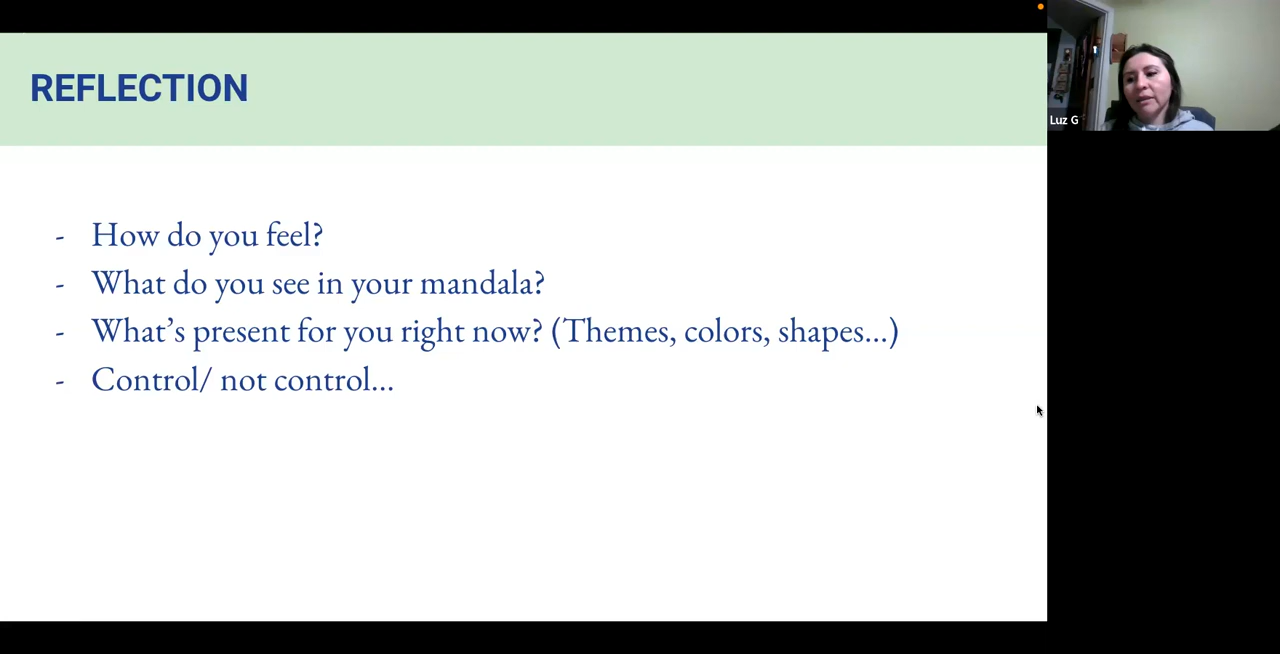 REFLECTION
- How do you feel?
- What do you see in your mandala?
- What’s present for you right now? (Themes, colors, shapes...)
- Control/ not control...
Luz G